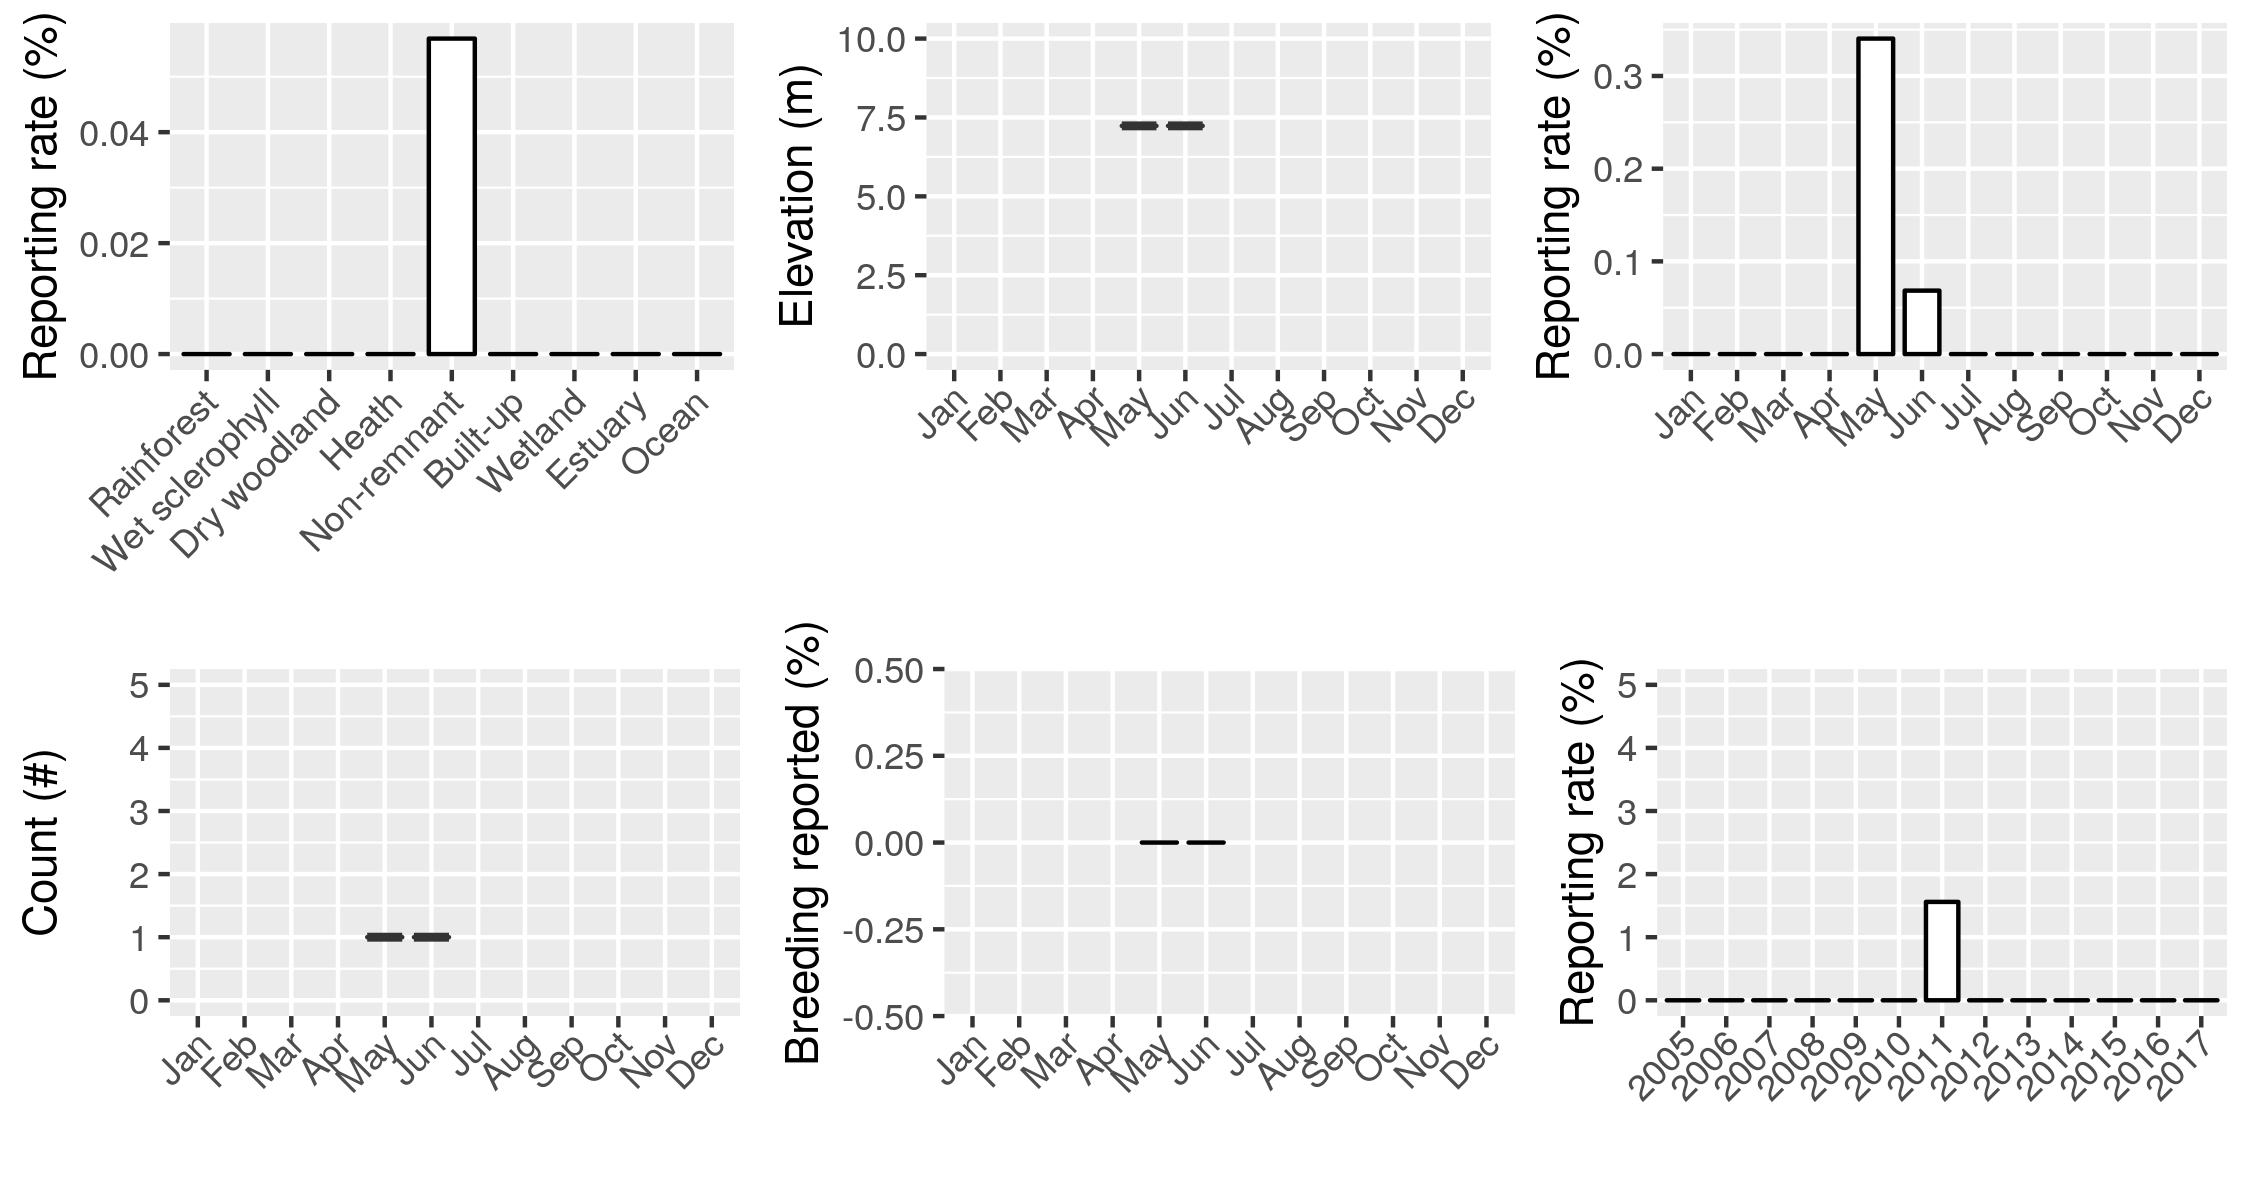 Reporting rate (%)
0.04
0.02
0.00
Rainforest
Wet sclerophyll
Dry woodland
Heath
Non-remnant
Built-up
Wetland
Estuary
Ocean
Elevation (m)
10.0
7.5
5.0
2.5
0.0
Jan
Feb
Mar
Apr
May
Jun
Jul
Aug
Sep
Oct
Nov
Dec
Reporting rate (%)
0.3
0.2
0.1
0.0
Jan
Feb
Mar
Apr
May
Jun
Jul
Aug
Sep
Oct
Nov
Dec
Count (#)
5
4
3
2
1
0
Jan
Feb
Mar
Apr
May
Jun
Jul
Aug
Sep
Oct
Nov
Dec
Breeding reported (%)
0.50
0.25
0.00
-0.25
-0.50
Jan
Feb
Mar
Apr
May
Jun
Jul
Aug
Sep
Oct
Nov
Dec
Reporting rate (%)
5
4
3
2
1
0
2005
2006
2007
2008
2009
2010
2011
2012
2013
2014
2015
2016
2017